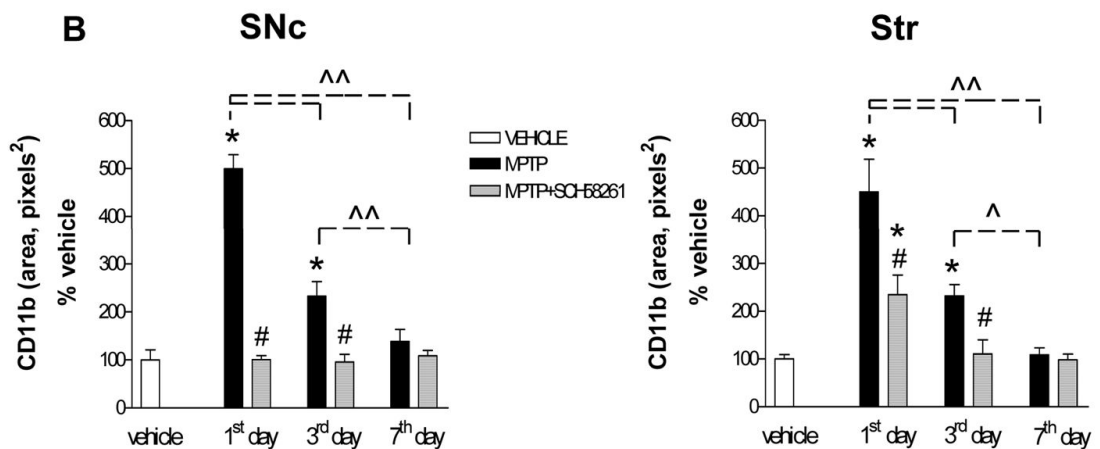 B
SNc
Str
^^
^^
600
500
400
300
200
100
0
CD11b (area, pixels²)
% vehicle
*
*
^^
#
#
vehicle
1st day
3rd day
7th day
VEHICLE
MPTP
MPTP+SCH58261
600
500
400
300
200
100
0
CD11b (area, pixels²)
% vehicle
*
*
#
*
^
#
vehicle
1st day
3rd day
7th day